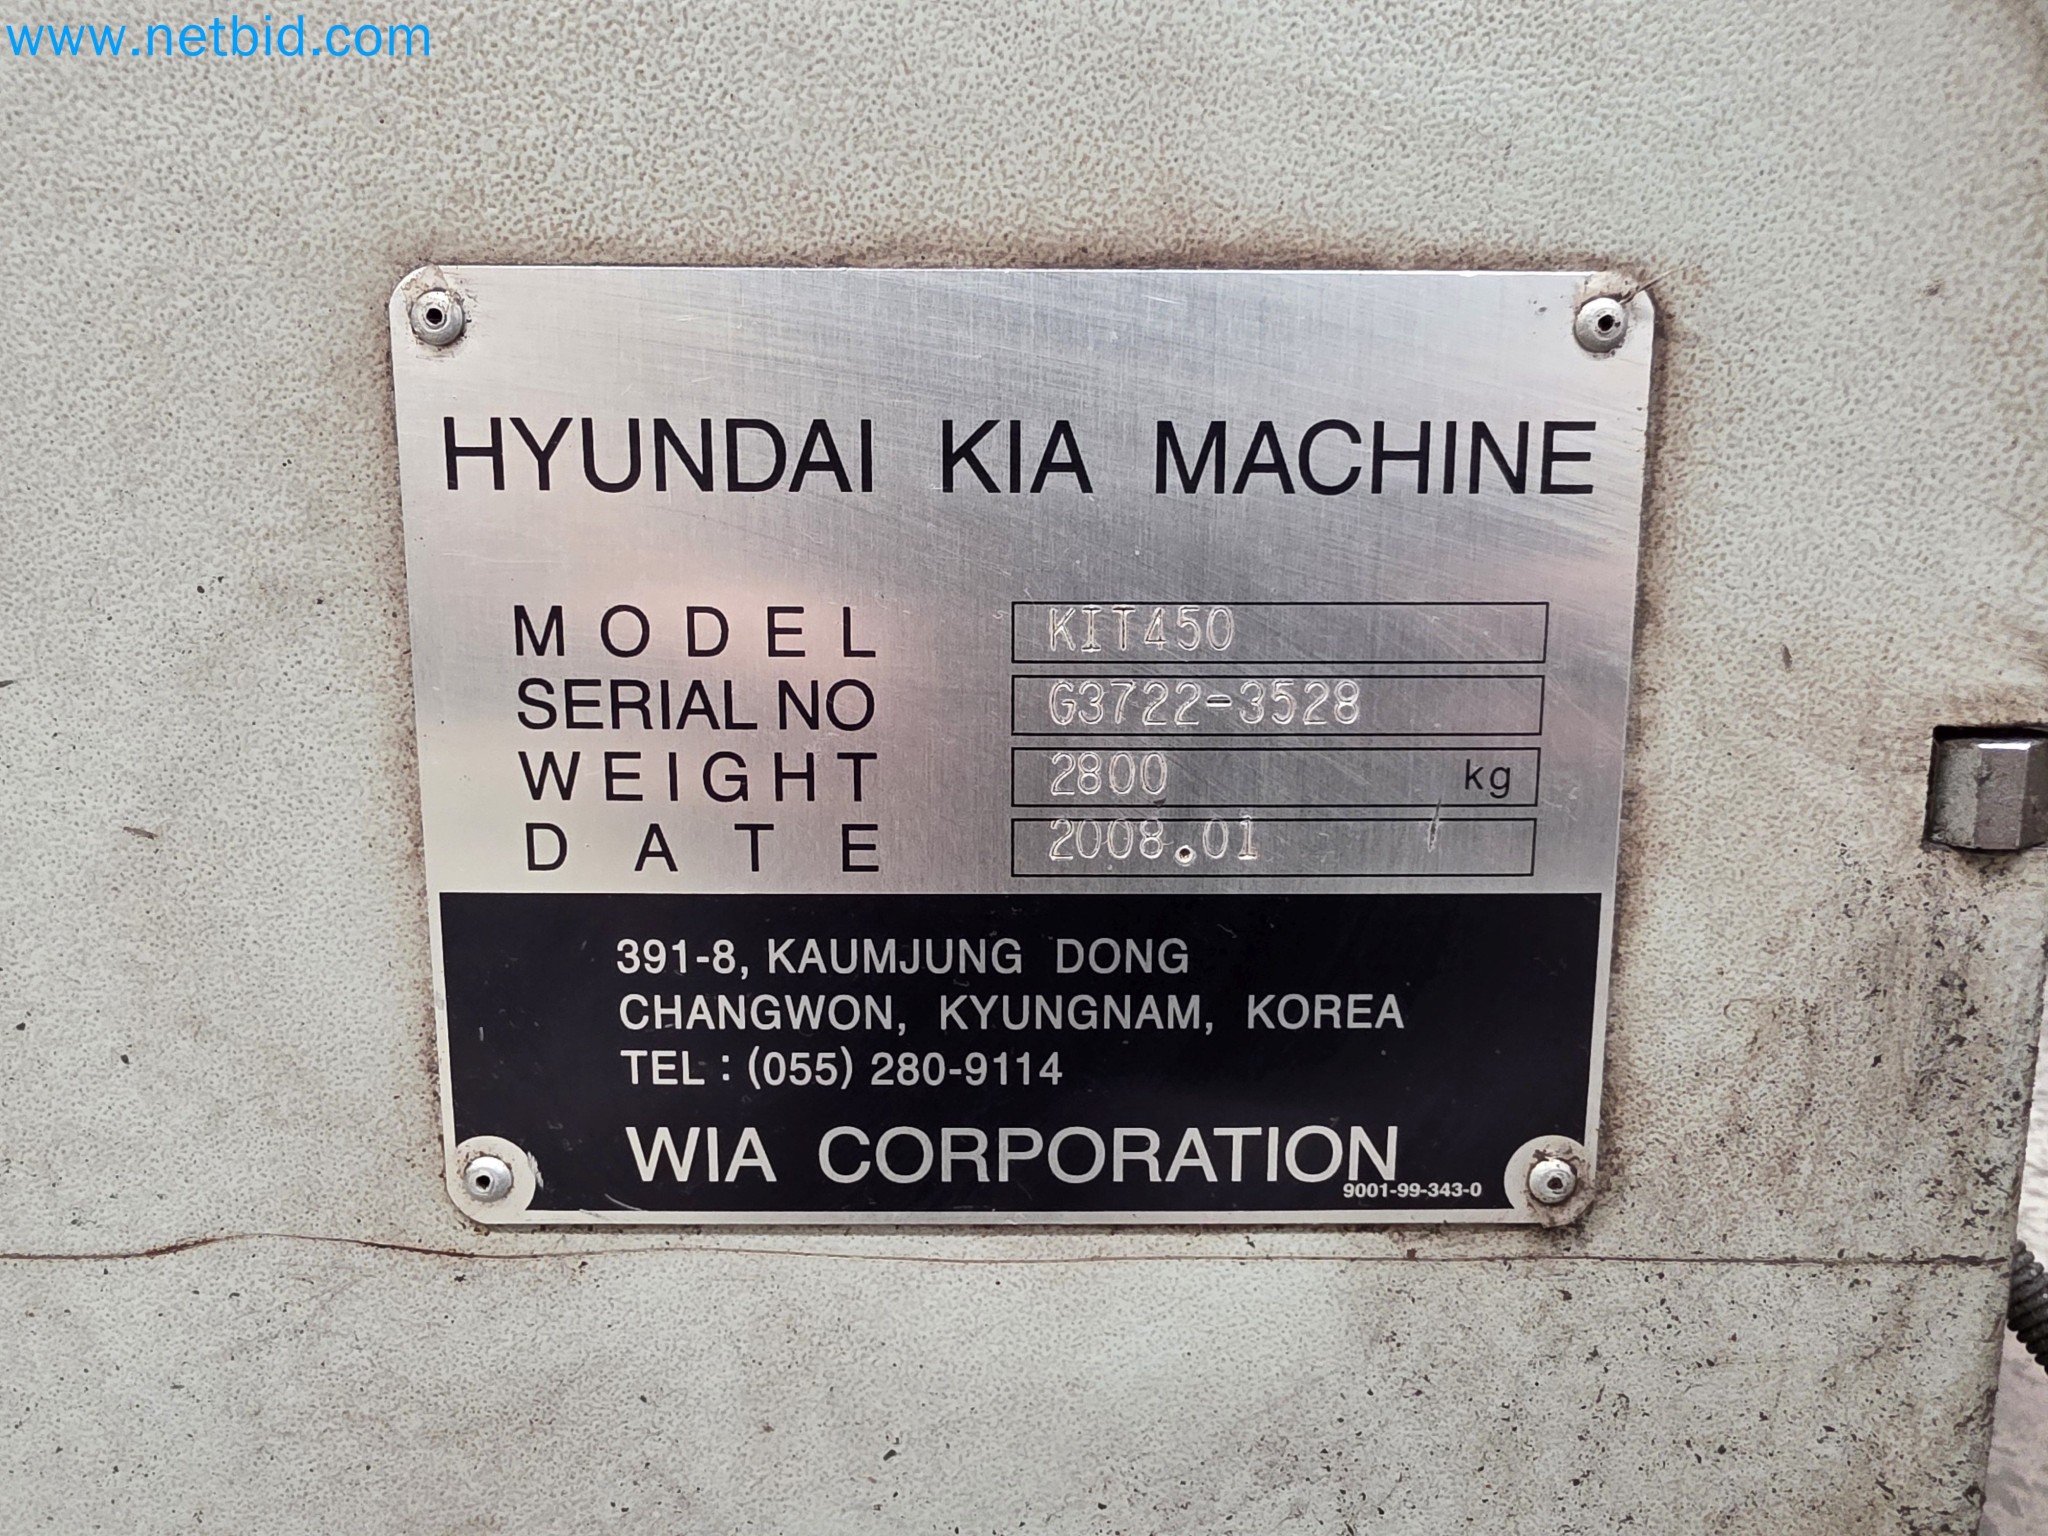 www.netbid.com
HYUNDAI KIA MACHINE
MODEL KIT450
SERIAL NO G3722-3528
WEIGHT 2800 kg
DATE 2008.01
391-8, KAUMJUNG DONG
CHANGWON, KYUNGNAM, KOREA
TEL : (055) 280-9114
WIA CORPORATION
9001-99-343-0